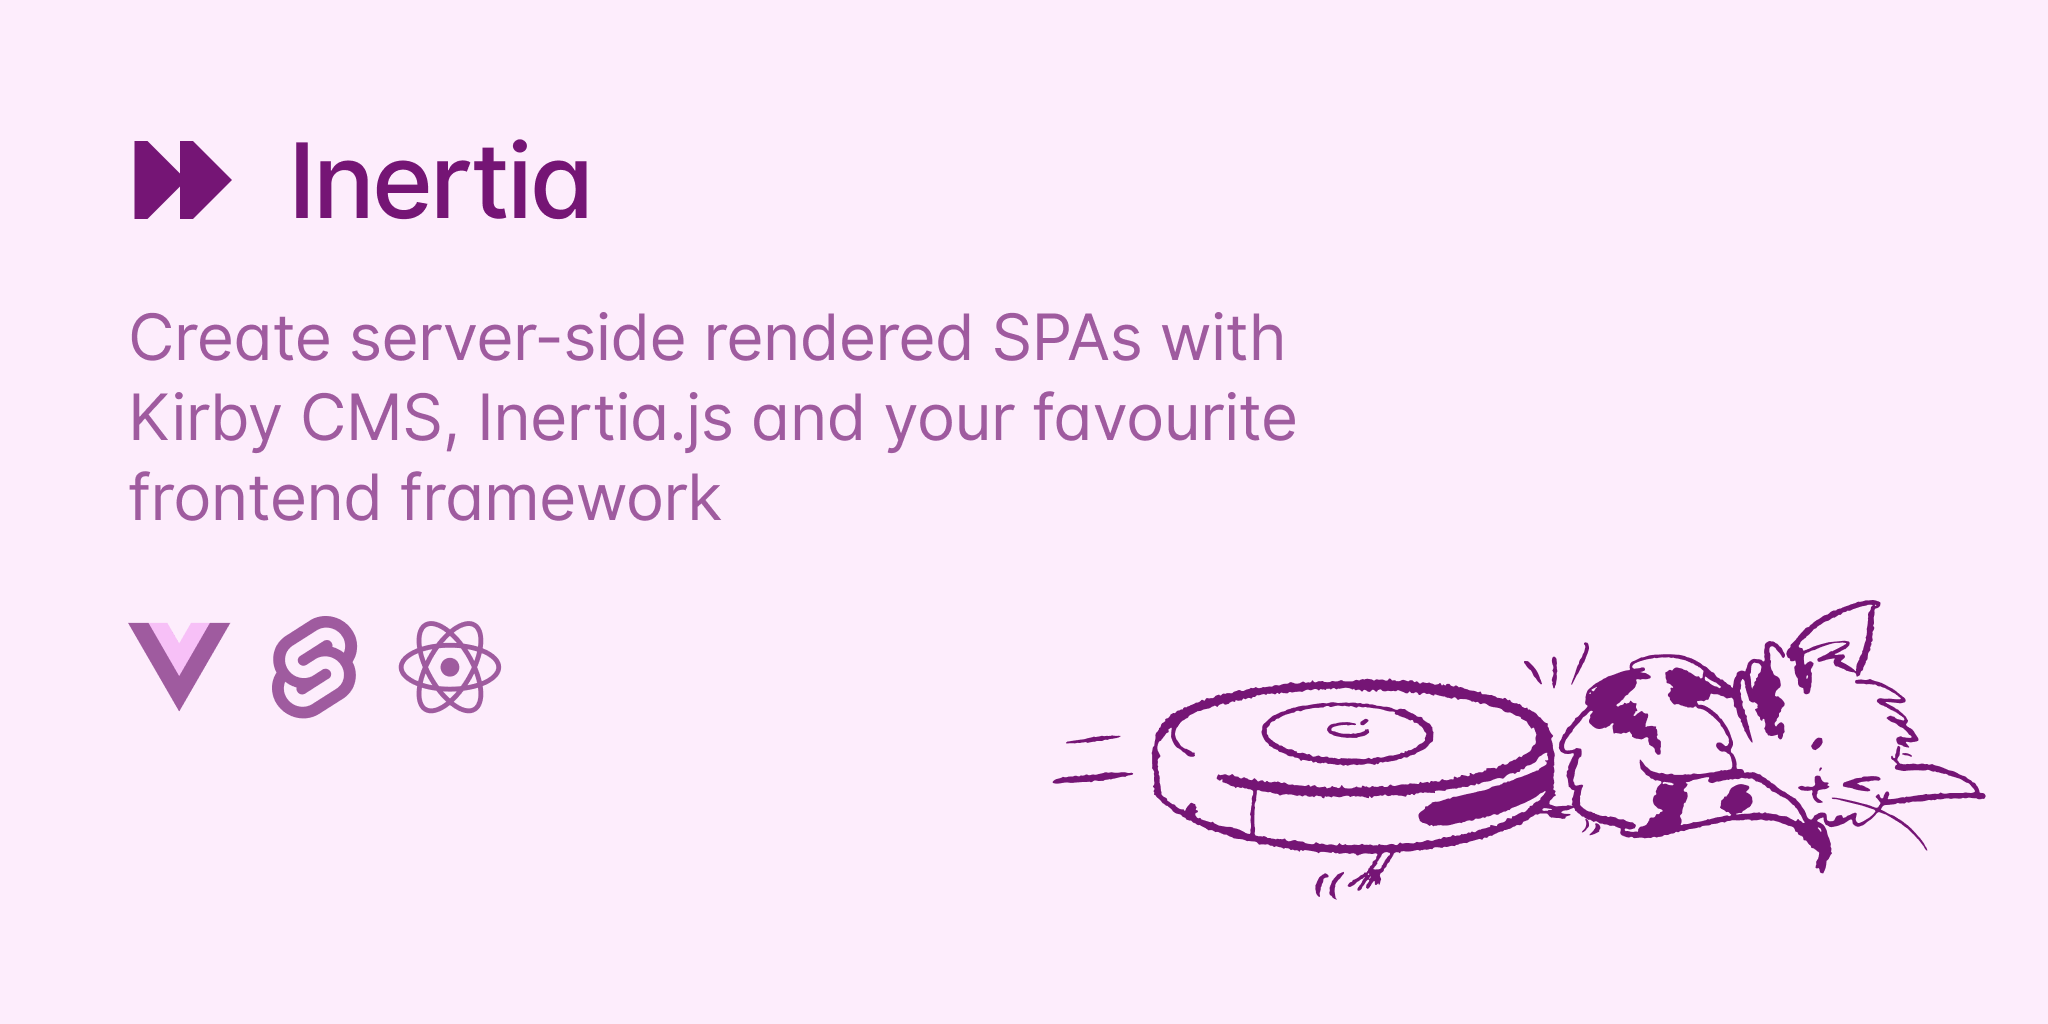 Inertia
Create server-side rendered SPAs with
Kirby CMS, Inertia.js and your favourite
frontend framework